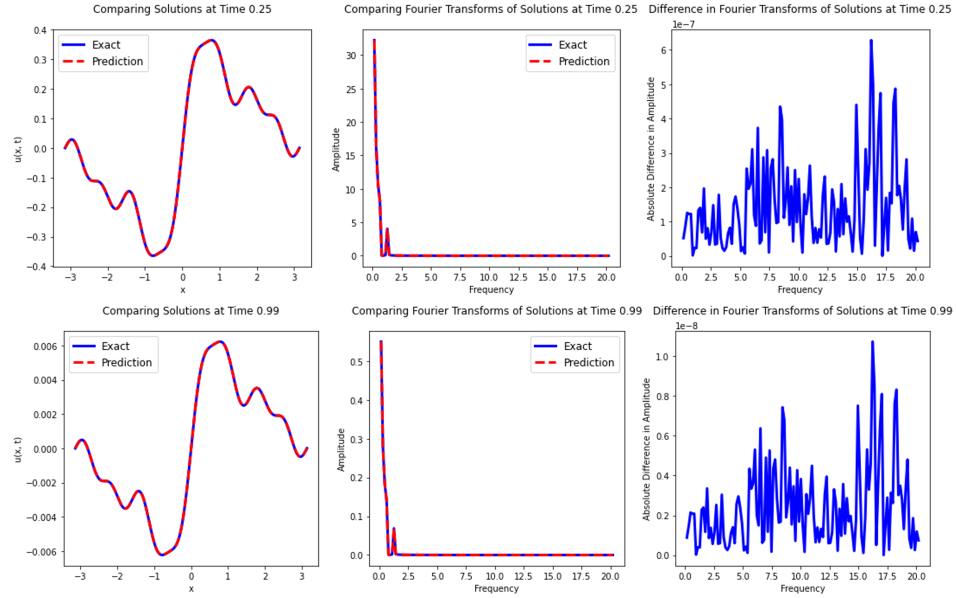 Comparing Solutions at Time 0.25
Exact
Prediction
0.4
0.3
0.2
0.1
0.0
−0.1
−0.2
−0.3
−0.4
u(x, t)
−3 −2 −1 0 1 2 3
x
Comparing Fourier Transforms of Solutions at Time 0.25
Exact
Prediction
30
25
20
15
10
5
0
Amplitude
0.0 2.5 5.0 7.5 10.0 12.5 15.0 17.5 20.0
Frequency
Difference in Fourier Transforms of Solutions at Time 0.25
1e−7
6
5
4
3
2
1
0
Absolute Difference in Amplitude
0.0 2.5 5.0 7.5 10.0 12.5 15.0 17.5 20.0
Frequency
Comparing Solutions at Time 0.99
Exact
Prediction
0.006
0.004
0.002
0.000
−0.002
−0.004
−0.006
u(x, t)
−3 −2 −1 0 1 2 3
x
Comparing Fourier Transforms of Solutions at Time 0.99
Exact
Prediction
0.5
0.4
0.3
0.2
0.1
0.0
Amplitude
0.0 2.5 5.0 7.5 10.0 12.5 15.0 17.5 20.0
Frequency
Difference in Fourier Transforms of Solutions at Time 0.99
1e−8
1.0
0.8
0.6
0.4
0.2
0.0
Absolute Difference in Amplitude
0.0 2.5 5.0 7.5 10.0 12.5 15.0 17.5 20.0
Frequency